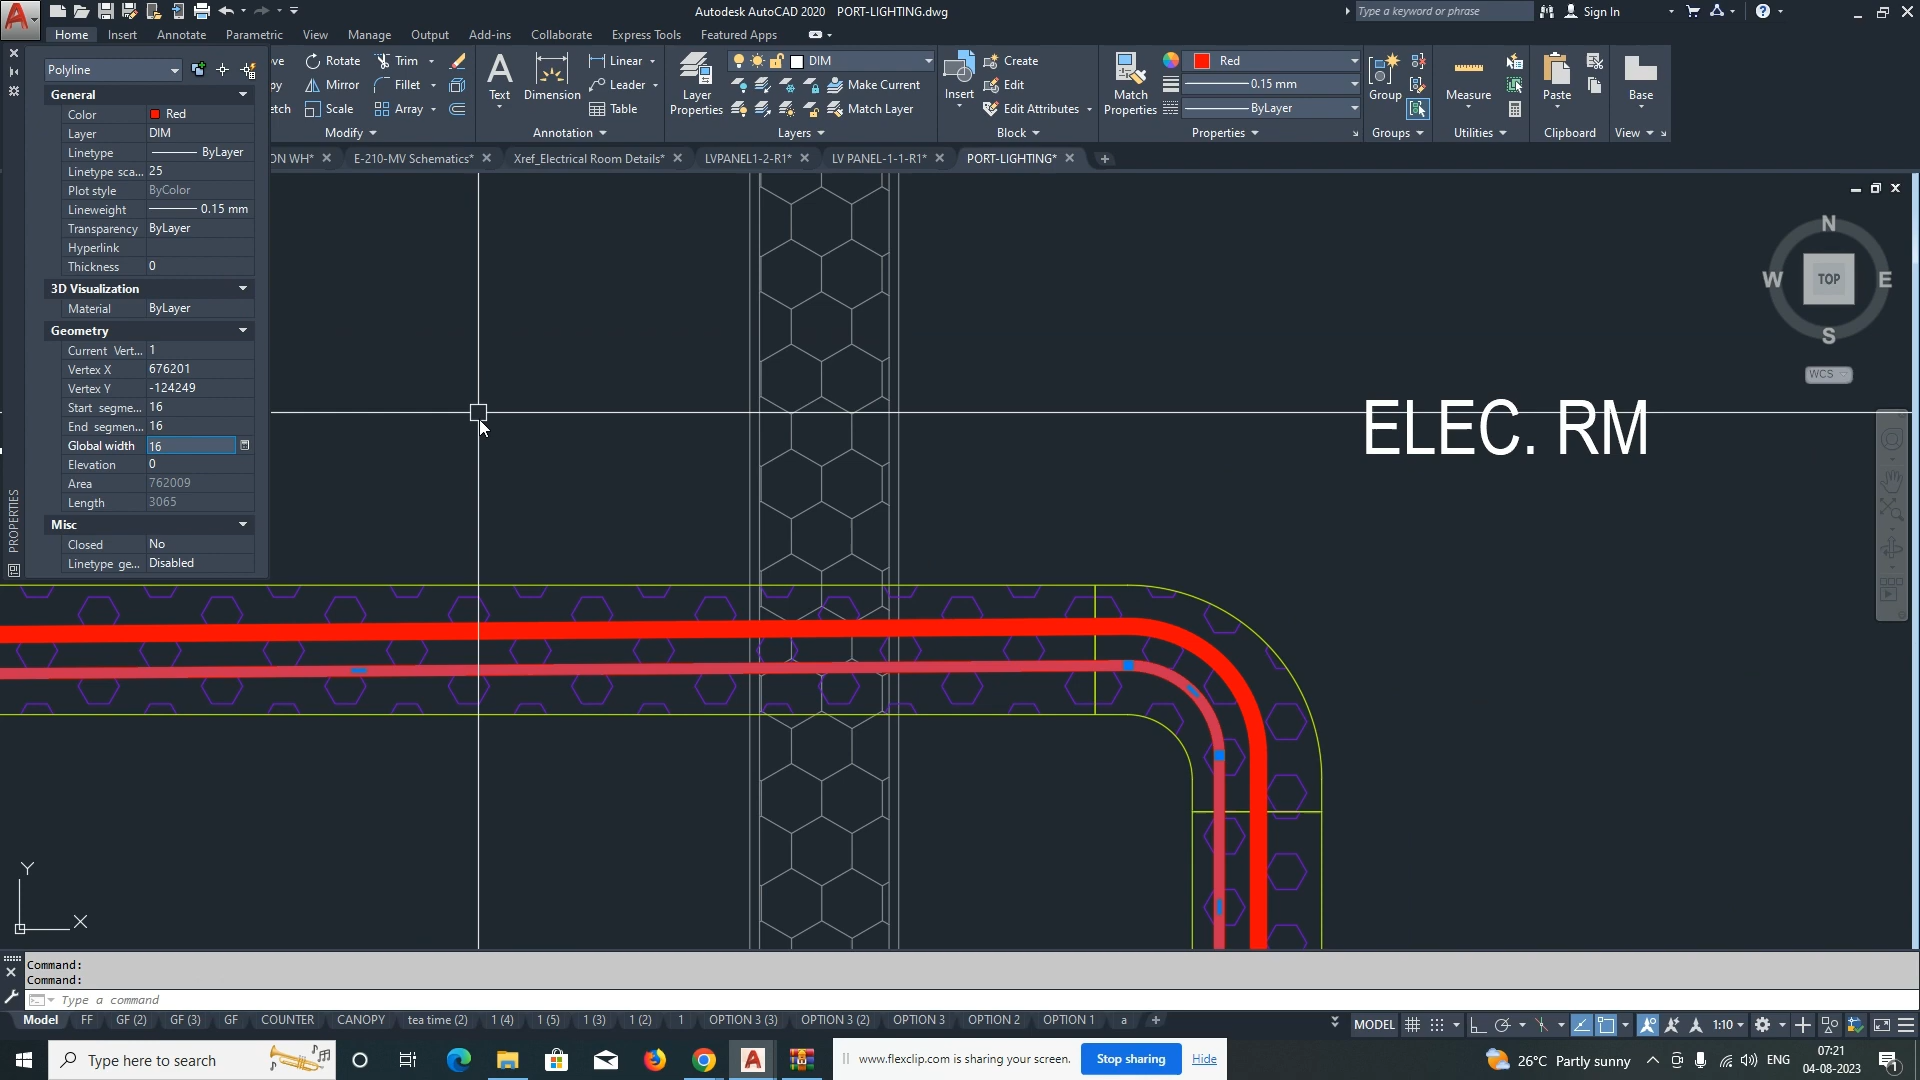 Autodesk AutoCAD 2020 PORT-LIGHTING.dwg
Type a keyword or phrase
Sign In
Home Insert Annotate Parametric View Manage Output Add-ins Collaborate Express Tools Featured Apps
Polyline
General
Color Red
Layer DIM
Linetype ByLayer
Linetype sca... 25
Plot style ByColor
Lineweight 0.15 mm
Transparency ByLayer
Hyperlink
Thickness 0
3D Visualization
Material ByLayer
Geometry
Current Vert... 1
Vertex X 676201
Vertex Y -124249
Start segme... 16
End segmen... 16
Global width 16
Elevation 0
Area 762009
Length 3065
Misc
Closed No
Linetype ge... Disabled
PROPERTIES
ve Rotate Trim
py Mirror Fillet
etch Scale Array
Modify
Text
Dimension
Linear
Leader
Table
Annotation
Layer
Properties
DIM
Make Current
Match Layer
Layers
Insert
Create
Edit
Edit Attributes
Block
Match
Properties
Red
0.15 mm
ByLayer
Properties
Group
Groups
Measure
Utilities
Paste
Clipboard
Base
View
ON WH* E-210-MV Schematics* Xref_Electrical Room Details* LVPANEL1-2-R1* LV PANEL-1-1-R1* PORT-LIGHTING*
N
W TOP E
S
WCS
ELEC. RM
Y
X
Command:
Command:
Type a command
Model FF GF (2) GF (3) GF COUNTER CANOPY tea time (2) 1 (4) 1 (5) 1 (3) 1 (2) 1 OPTION 3 (3) OPTION 3 (2) OPTION 3 OPTION 2 OPTION 1 a
MODEL 1:10
Type here to search
www.flexclip.com is sharing your screen. Stop sharing Hide
26°C Partly sunny
ENG
07:21
04-08-2023
1